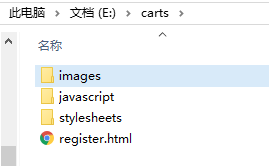 此电脑 > 文档 (E:) > carts >
名称
images
javascript
stylesheets
register.html